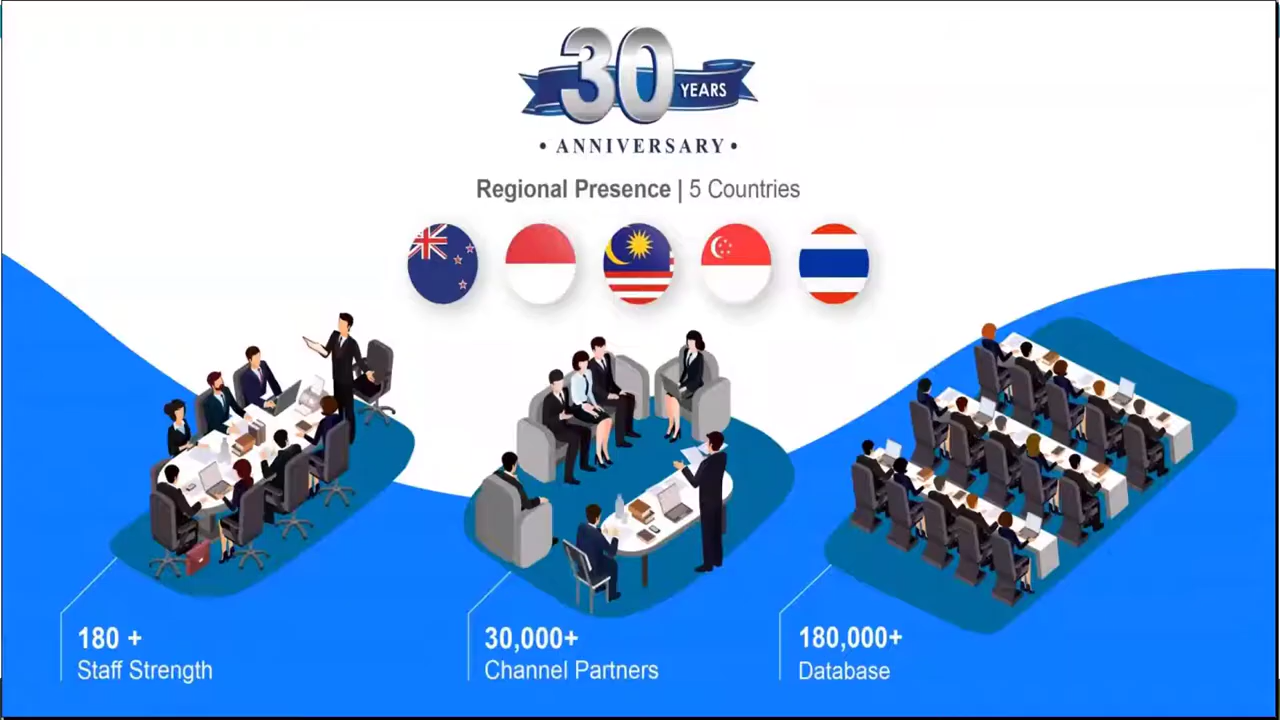 30 YEARS
• ANNIVERSARY •
Regional Presence | 5 Countries
180 +
Staff Strength
30,000+
Channel Partners
180,000+
Database